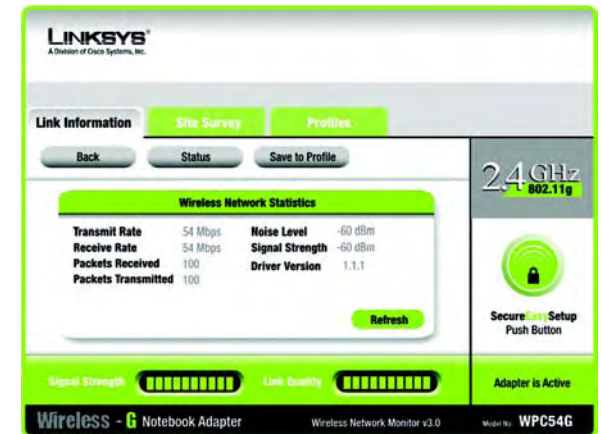 LINKSYS®
A Division of Cisco Systems, Inc.
Link Information
Site Survey
Profiles
Back
Status
Save to Profile
2.4 GHz
802.11g
Wireless Network Statistics
Transmit Rate 54 Mbps Noise Level -60 dBm
Receive Rate 54 Mbps Signal Strength -60 dBm
Packets Received 100 Driver Version 1.1.1
Packets Transmitted 100
Refresh
SecureEasySetup
Push Button
Signal Strength
Link Quality
Adapter is Active
Wireless - G Notebook Adapter
Wireless Network Monitor v3.0
Model No. WPC54G